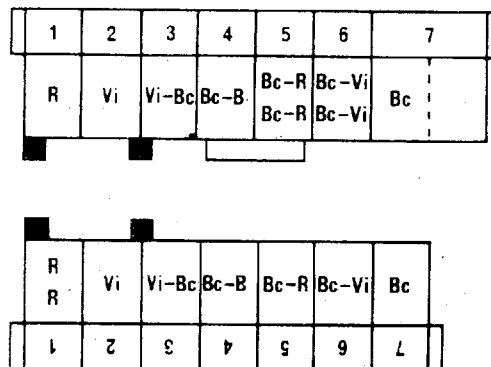 1 2 3 4 5 6 7
R Vi Vi-Bc Bc-B Bc-R Bc-Vi Bc
Bc-R Bc-Vi
R Vi Vi-Bc Bc-B Bc-R Bc-Vi Bc
R
1 2 3 4 5 6 7